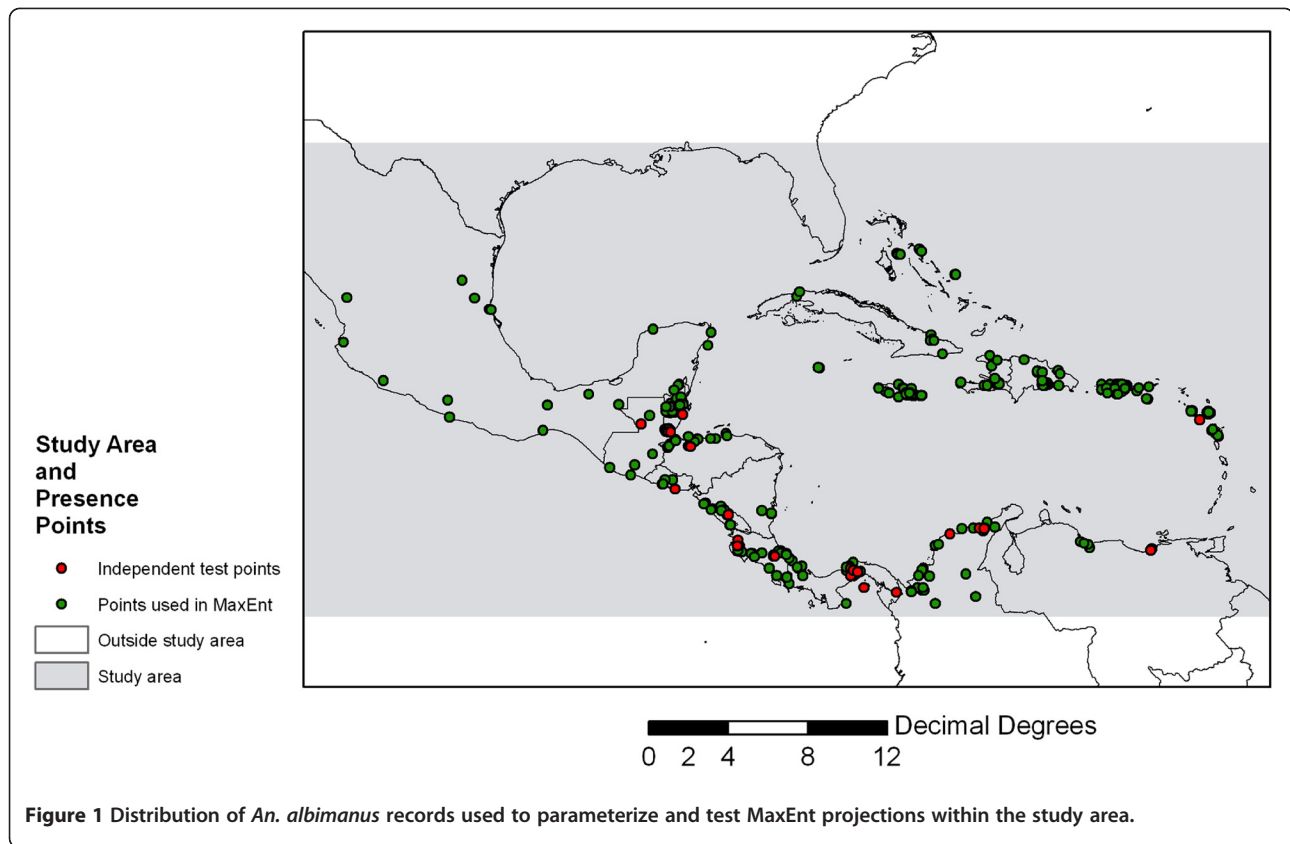 Study Area
and
Presence
Points
Independent test points
Points used in MaxEnt
Outside study area
Study area
Decimal Degrees
0 2 4 8 12
Figure 1 Distribution of An. albimanus records used to parameterize and test MaxEnt projections within the study area.